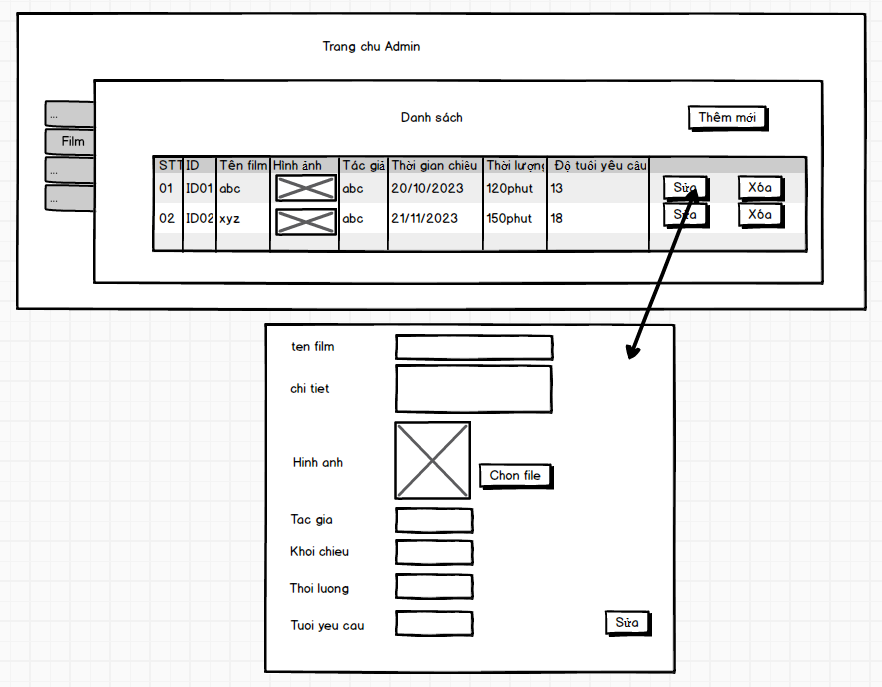 Trang chu Admin
...
Film
...
...
Danh sách
Thêm mới
STT ID Tên film Hình ảnh Tác giả Thời gian chiếu Thời lượng Độ tuổi yêu cầu
01 ID01 abc abc 20/10/2023 120phut 13 Sửa Xóa
02 ID02 xyz abc 21/11/2023 150phut 18 Sửa Xóa
ten film
chi tiet
Hinh anh
Chon file
Tac gia
Khoi chieu
Thoi luong
Tuoi yeu cau
Sửa